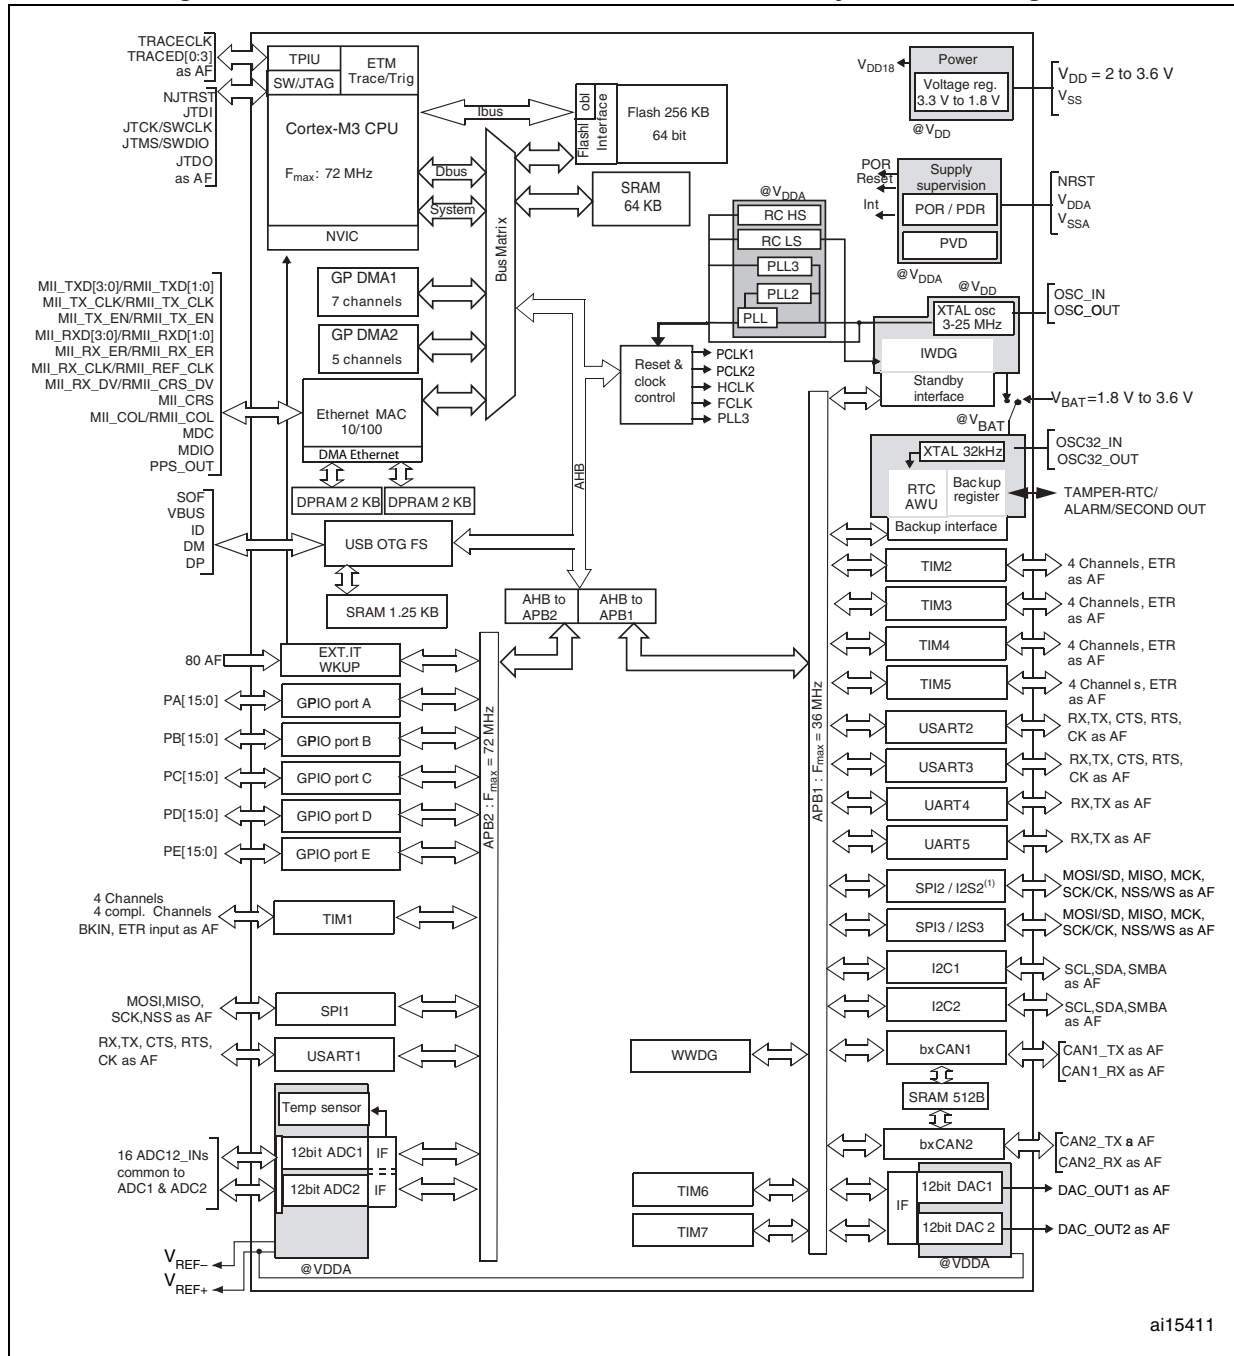 TRACECLK
TRACED[0:3]
as AF
TPIU
ETM
Trace/Trig
SW/JTAG
NJTRST
JTDI
JTCK/SWCLK
JTMS/SWDIO
JTDO
as AF
Cortex-M3 CPU
Fmax: 72 MHz
NVIC
Ibus
Dbus
System
Bus Matrix
Flashl obl
Interface
Flash 256 KB
64 bit
SRAM
64 KB
VDD18
Power
Voltage reg.
3.3 V to 1.8 V
@VDD
VDD = 2 to 3.6 V
VSS
POR
Reset
Int
Supply
supervision
POR / PDR
PVD
@VDDA
NRST
VDDA
VSSA
@VDDA
RC HS
RC LS
PLL3
PLL2
PLL
@VDD
XTAL osc
3-25 MHz
IWDG
Standby
interface
OSC_IN
OSC_OUT
VBAT=1.8 V to 3.6 V
@VBAT
GP DMA1
7 channels
GP DMA2
5 channels
Reset &
clock
control
PCLK1
PCLK2
HCLK
FCLK
PLL3
MII_TXD[3:0]/RMII_TXD[1:0]
MII_TX_CLK/RMII_TX_CLK
MII_TX_EN/RMII_TX_EN
MII_RXD[3:0]/RMII_RXD[1:0]
MII_RX_ER/RMII_RX_ER
MII_RX_CLK/RMII_REF_CLK
MII_RX_DV/RMII_CRS_DV
MII_CRS
MII_COL/RMII_COL
MDC
MDIO
PPS_OUT
Ethernet MAC
10/100
DMA Ethernet
DPRAM 2 KB
DPRAM 2 KB
AHB
XTAL 32kHz
RTC
AWU
Backup
register
Backup interface
OSC32_IN
OSC32_OUT
TAMPER-RTC/
ALARM/SECOND OUT
SOF
VBUS
ID
DM
DP
USB OTG FS
SRAM 1.25 KB
AHB to
APB2
AHB to
APB1
80 AF
EXT.IT
WKUP
PA[15:0]
GPIO port A
PB[15:0]
GPIO port B
PC[15:0]
GPIO port C
PD[15:0]
GPIO port D
PE[15:0]
GPIO port E
4 Channels
4 compl. Channels
BKIN, ETR input as AF
TIM1
MOSI,MISO,
SCK,NSS as AF
SPI1
RX,TX, CTS, RTS,
CK as AF
USART1
Temp sensor
16 ADC12_INs
common to
ADC1 & ADC2
12bit ADC1
IF
12bit ADC2
IF
VREF–
VREF+
@VDDA
APB2 : Fmax = 72 MHz
APB1 : Fmax = 36 MHz
TIM2
4 Channels, ETR
as AF
TIM3
4 Channels, ETR
as AF
TIM4
4 Channels, ETR
as AF
TIM5
4 Channels, ETR
as AF
USART2
RX,TX, CTS, RTS,
CK as AF
USART3
RX,TX, CTS, RTS,
CK as AF
UART4
RX,TX as AF
UART5
RX,TX as AF
SPI2 / I2S2(1)
MOSI/SD, MISO, MCK,
SCK/CK, NSS/WS as AF
SPI3 / I2S3
MOSI/SD, MISO, MCK,
SCK/CK, NSS/WS as AF
I2C1
SCL,SDA,SMBA
as AF
I2C2
SCL,SDA,SMBA
as AF
WWDG
bxCAN1
CAN1_TX as AF
CAN1_RX as AF
SRAM 512B
bxCAN2
CAN2_TX a AF
CAN2_RX as AF
TIM6
TIM7
IF
12bit DAC1
DAC_OUT1 as AF
12bit DAC 2
DAC_OUT2 as AF
@VDDA
ai15411